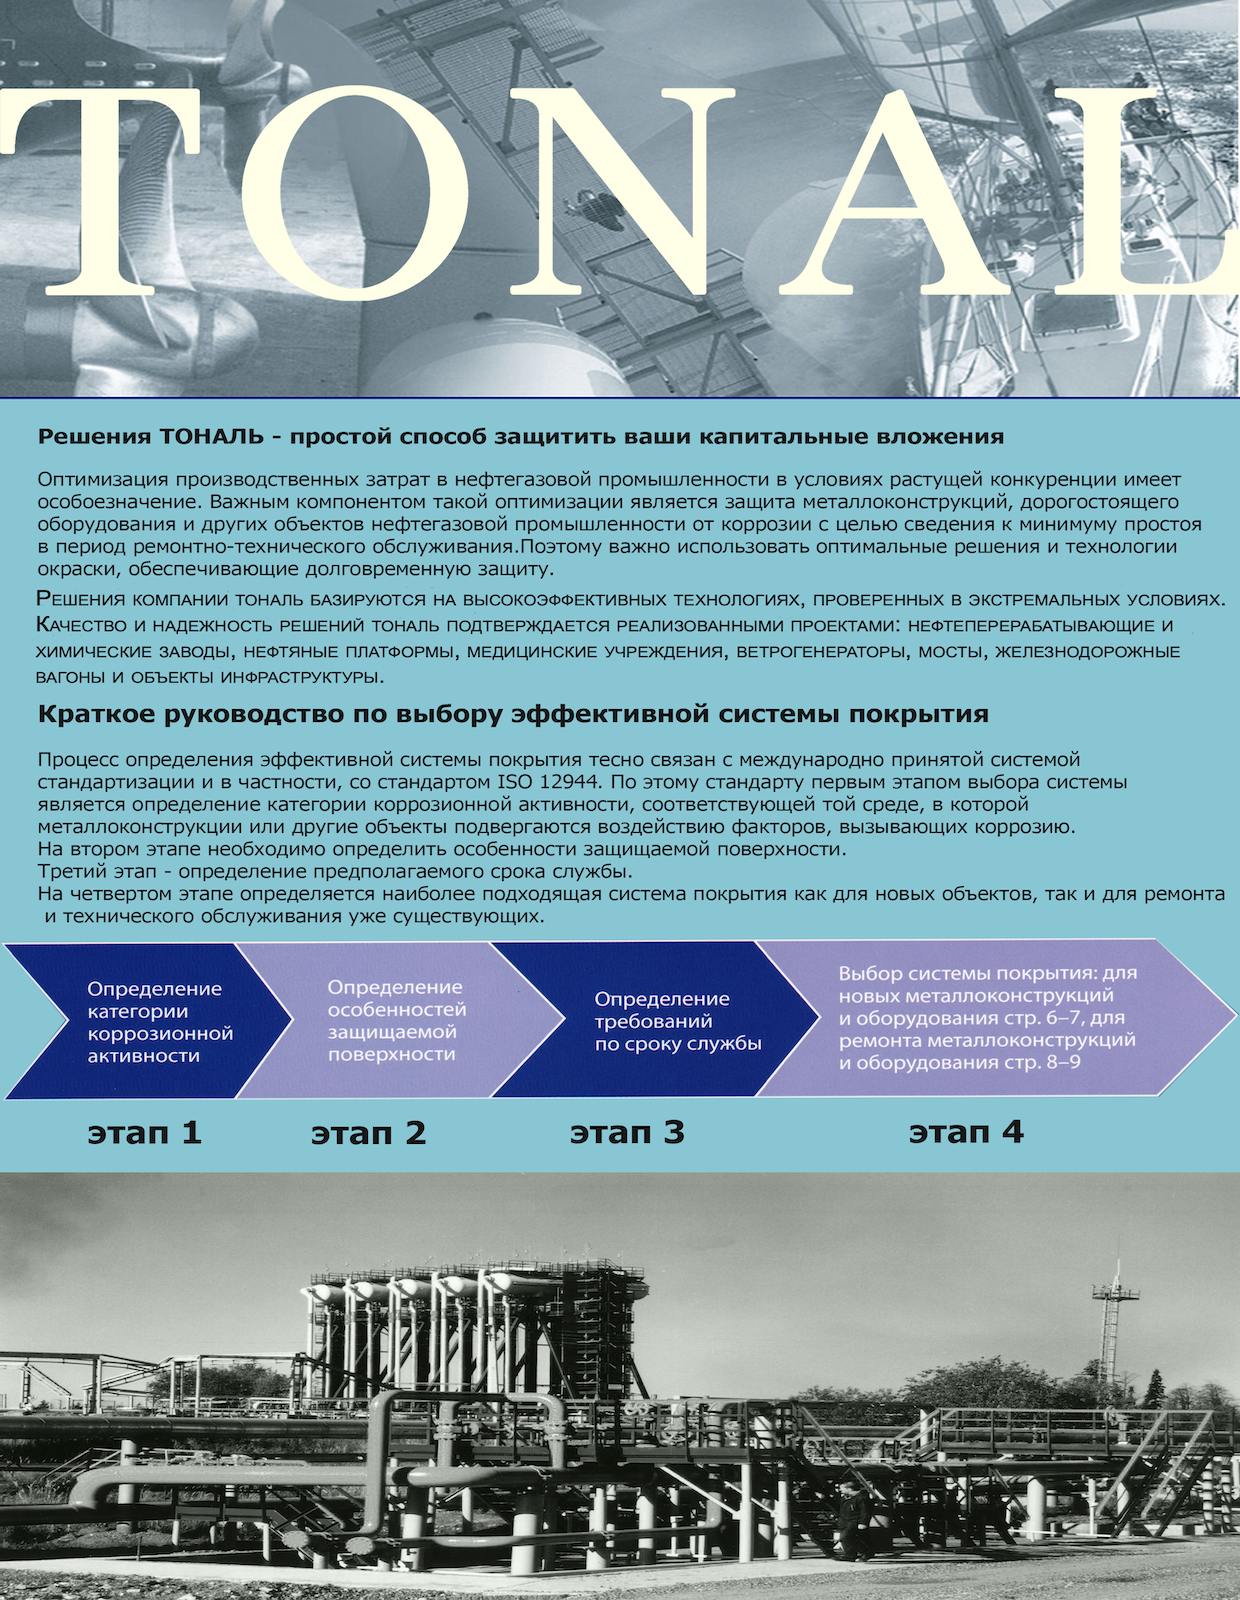 TONAL
Решения ТОНАЛЬ - простой способ защитить ваши капитальные вложения
Оптимизация производственных затрат в нефтегазовой промышленности в условиях растущей конкуренции имеет
особоезначение. Важным компонентом такой оптимизации является защита металлоконструкций, дорогостоящего
оборудования и других объектов нефтегазовой промышленности от коррозии с целью сведения к минимуму простоя
в период ремонтно-технического обслуживания.Поэтому важно использовать оптимальные решения и технологии
окраски, обеспечивающие долговременную защиту.
Решения компании тональ базируются на высокоэффективных технологиях, проверенных в экстремальных условиях.
Качество и надежность решений тональ подтверждается реализованными проектами: нефтеперерабатывающие и
химические заводы, нефтяные платформы, медицинские учреждения, ветрогенераторы, мосты, железнодорожные
вагоны и объекты инфраструктуры.
Краткое руководство по выбору эффективной системы покрытия
Процесс определения эффективной системы покрытия тесно связан с международно принятой системой
стандартизации и в частности, со стандартом ISO 12944. По этому стандарту первым этапом выбора системы
является определение категории коррозионной активности, соответствующей той среде, в которой
металлоконструкции или другие объекты подвергаются воздействию факторов, вызывающих коррозию.
На втором этапе необходимо определить особенности защищаемой поверхности.
Третий этап - определение предполагаемого срока службы.
На четвертом этапе определяется наиболее подходящая система покрытия как для новых объектов, так и для ремонта
и технического обслуживания уже существующих.
Определение
категории
коррозионной
активности
Определение
особенностей
защищаемой
поверхности
Определение
требований
по сроку службы
Выбор системы покрытия: для
новых металлоконструкций
и оборудования стр. 6–7, для
ремонта металлоконструкций
и оборудования стр. 8–9
этап 1
этап 2
этап 3
этап 4